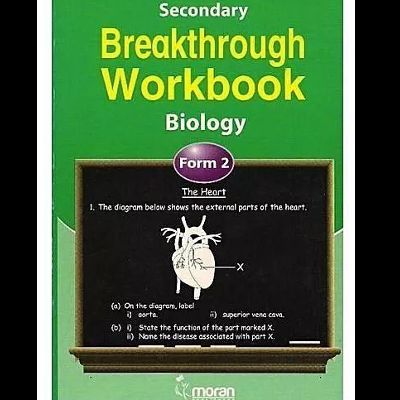 Secondary
Breakthrough
Workbook
Biology
Form 2
The Heart
1. The diagram below shows the external parts of the heart.
X
(a) On the diagram, label
i) aorta. ii) superior vena cava.
(b) i) State the function of the part marked X.
ii) Name the disease associated with part X.
moran